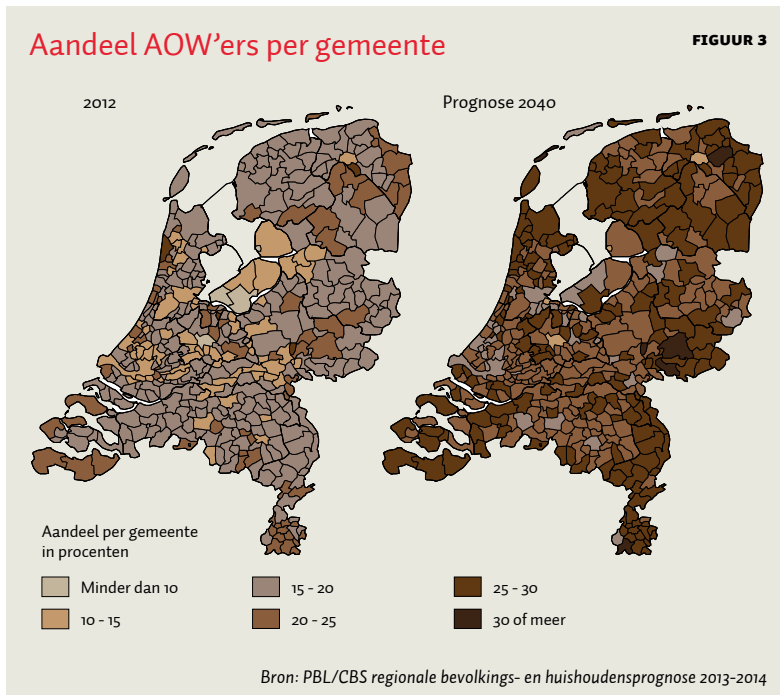 Aandeel AOW'ers per gemeente
FIGUUR 3
2012
Prognose 2040
Aandeel per gemeente
in procenten
Minder dan 10
15 - 20
25 - 30
10 - 15
20 - 25
30 of meer
Bron: PBL/CBS regionale bevolkings- en huishoudensprognose 2013-2014